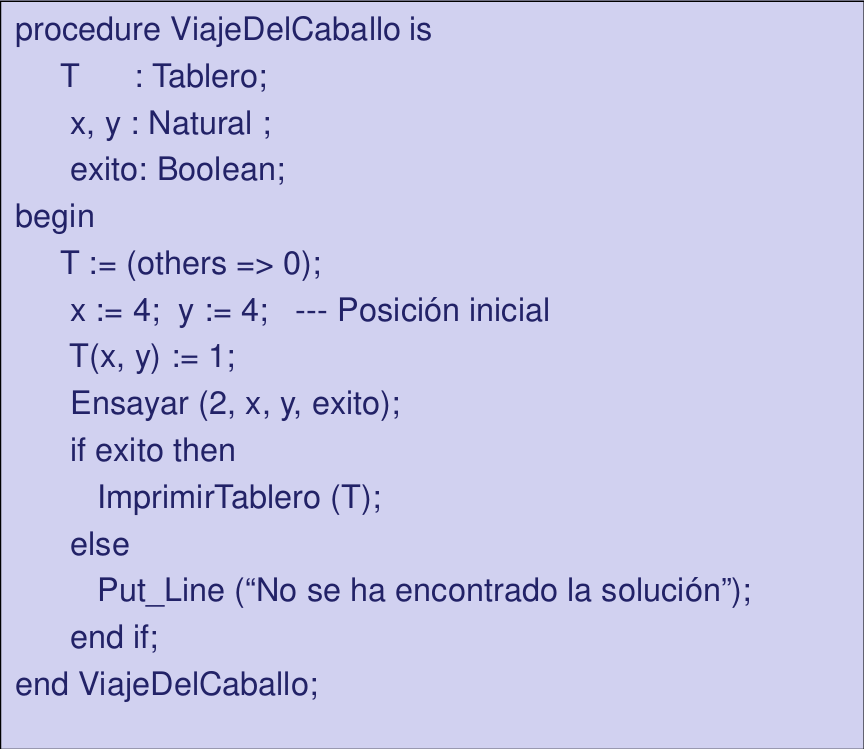 procedure ViajeDelCaballo is
T : Tablero;
x, y : Natural ;
exito: Boolean;
begin
T := (others => 0);
x := 4; y := 4; --- Posición inicial
T(x, y) := 1;
Ensayar (2, x, y, exito);
if exito then
ImprimirTablero (T);
else
Put_Line (“No se ha encontrado la solución”);
end if;
end ViajeDelCaballo;